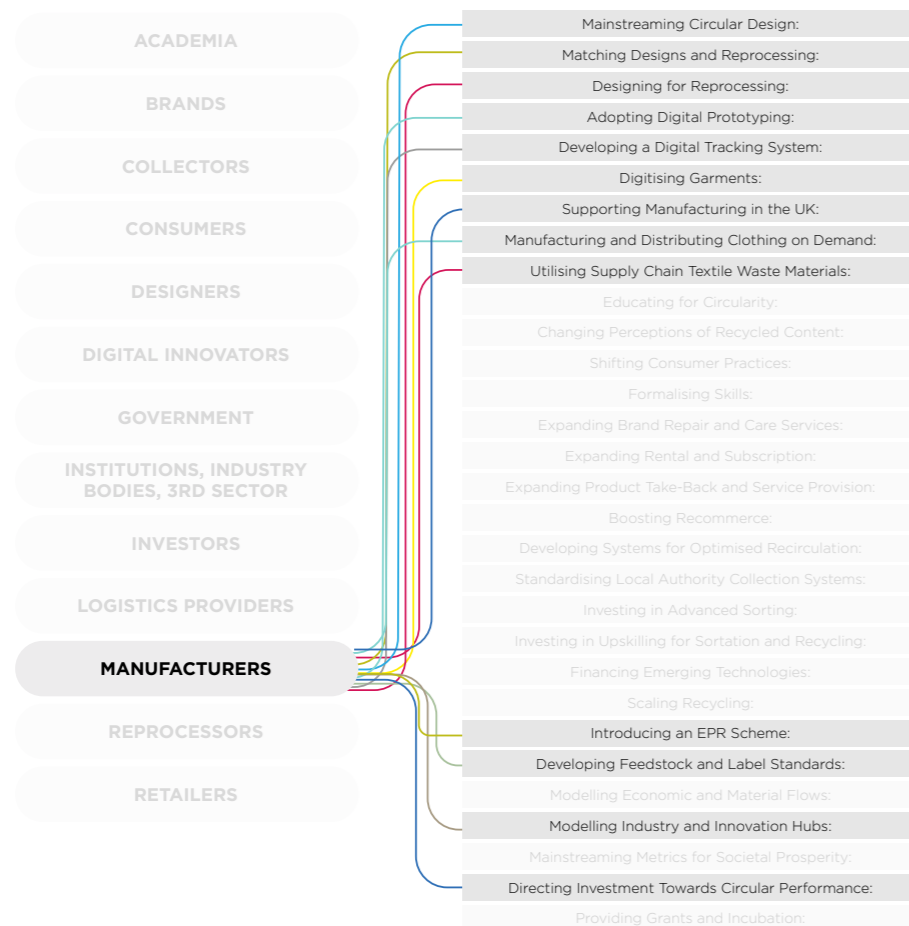 ACADEMIA
BRANDS
COLLECTORS
CONSUMERS
DESIGNERS
DIGITAL INNOVATORS
GOVERNMENT
INSTITUTIONS, INDUSTRY
BODIES, 3RD SECTOR
INVESTORS
LOGISTICS PROVIDERS
MANUFACTURERS
REPROCESSORS
RETAILERS
Mainstreaming Circular Design:
Matching Designs and Reprocessing:
Designing for Reprocessing:
Adopting Digital Prototyping:
Developing a Digital Tracking System:
Digitising Garments:
Supporting Manufacturing in the UK:
Manufacturing and Distributing Clothing on Demand:
Utilising Supply Chain Textile Waste Materials:
Educating for Circularity:
Changing Perceptions of Recycled Content:
Shifting Consumer Practices:
Formalising Skills:
Expanding Brand Repair and Care Services:
Expanding Rental and Subscription:
Expanding Product Take-Back and Service Provision:
Boosting Recommerce:
Developing Systems for Optimised Recirculation:
Standardising Local Authority Collection Systems:
Investing in Advanced Sorting:
Investing in Upskilling for Sortation and Recycling:
Financing Emerging Technologies:
Scaling Recycling:
Introducing an EPR Scheme:
Developing Feedstock and Label Standards:
Modelling Economic and Material Flows:
Modelling Industry and Innovation Hubs:
Mainstreaming Metrics for Societal Prosperity:
Directing Investment Towards Circular Performance:
Providing Grants and Incubation: